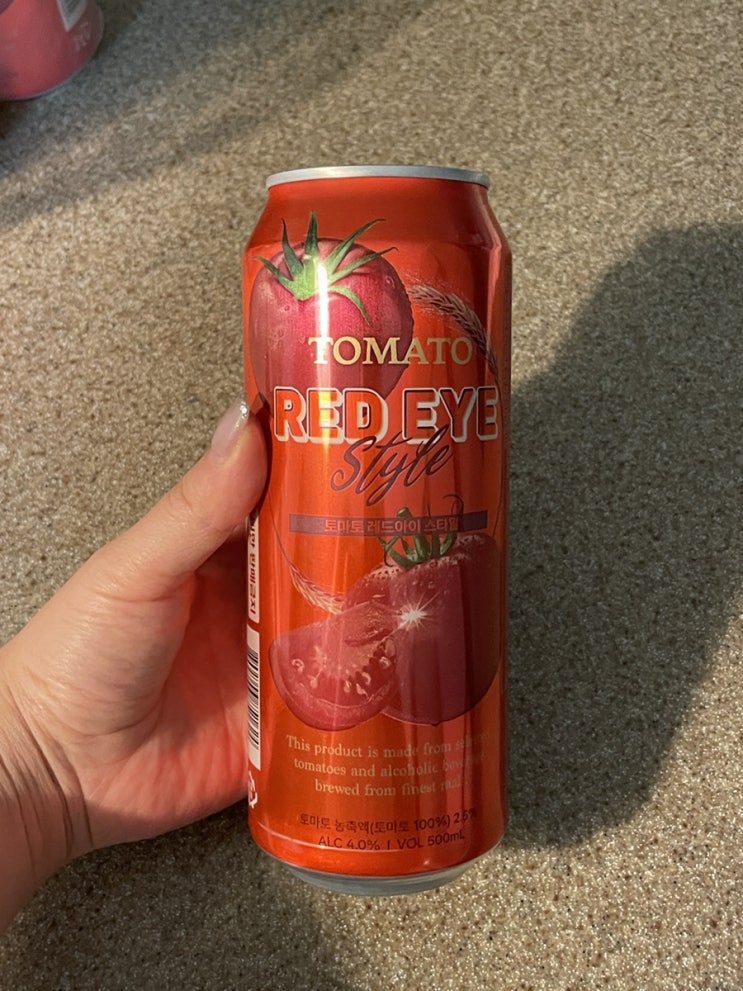 TOMATO
RED EYE
Style
토마토 레드아이 스타일
This product is made from
tomatoes and alcoholic
brewed from finest
토마토 농축액(토마토 100%) 2.6%
ALC 4.0% | VOL 500mL